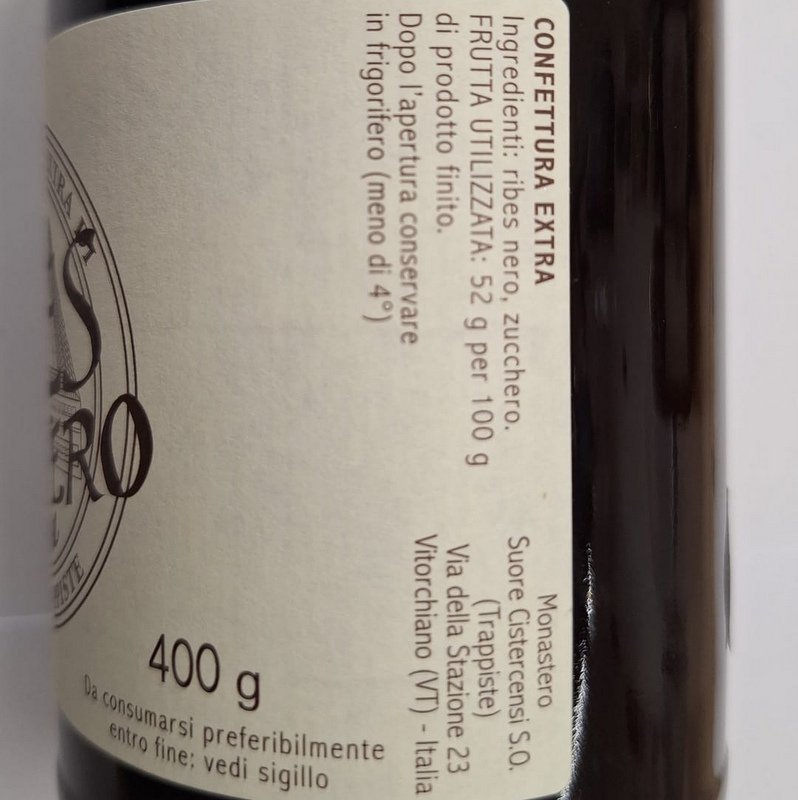 CONFETTURA EXTRA
Ingredienti: ribes nero, zucchero.
FRUTTA UTILIZZATA: 52 g per 100 g
di prodotto finito.
Dopo l'apertura conservare
in frigorifero (meno di 4°)
Monastero
Suore Cistercensi S.O.
(Trappiste)
Via della Stazione 23
Vitorchiano (VT) - Italia
400 g
Da consumarsi preferibilmente
entro fine: vedi sigillo